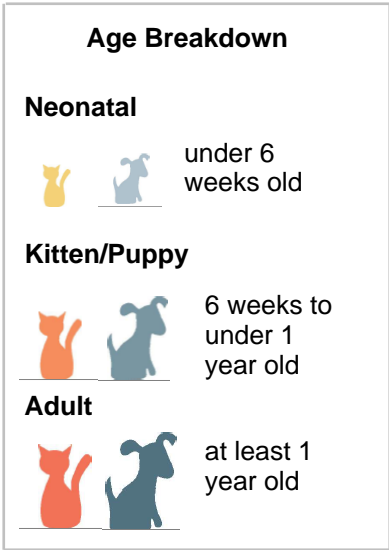 Age Breakdown
Neonatal
under 6
weeks old
Kitten/Puppy
6 weeks to
under 1
year old
Adult
at least 1
year old